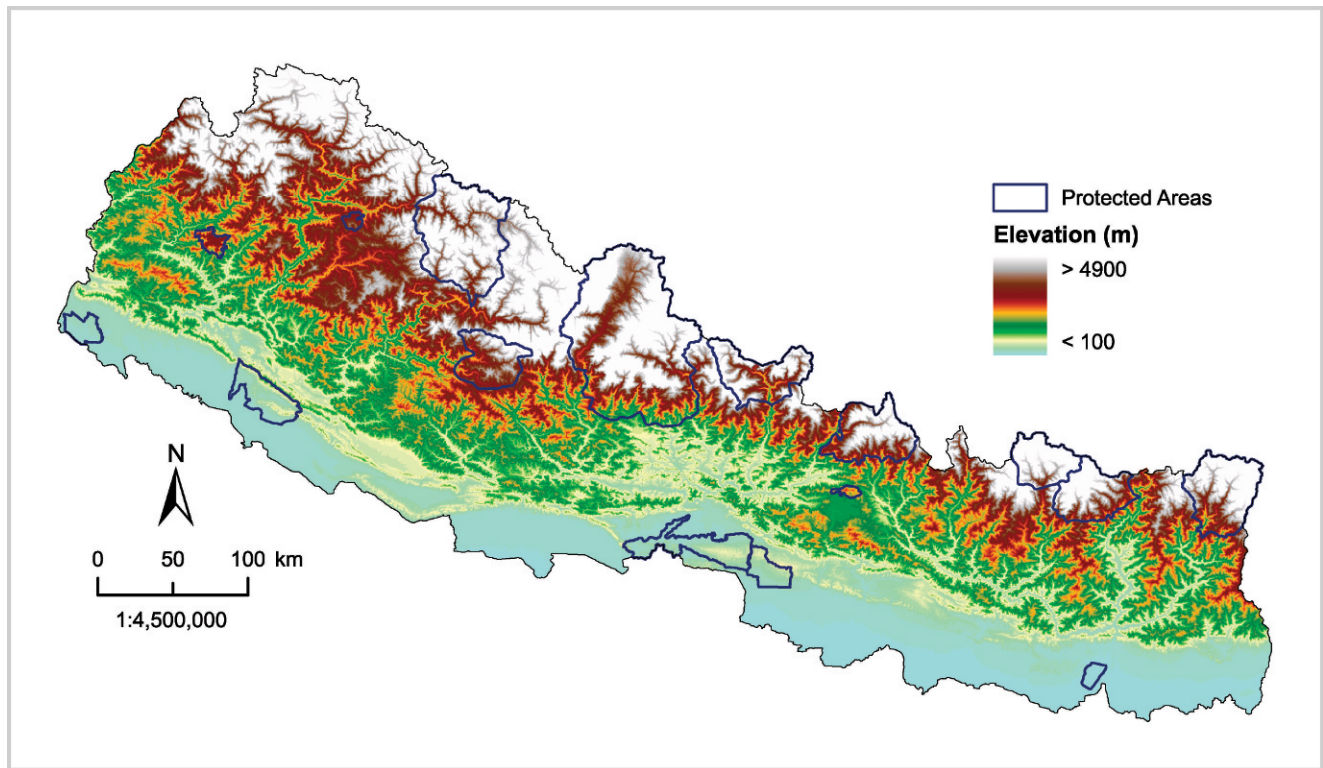 Protected Areas
Elevation (m)
> 4900
< 100
N
0 50 100 km
1:4,500,000